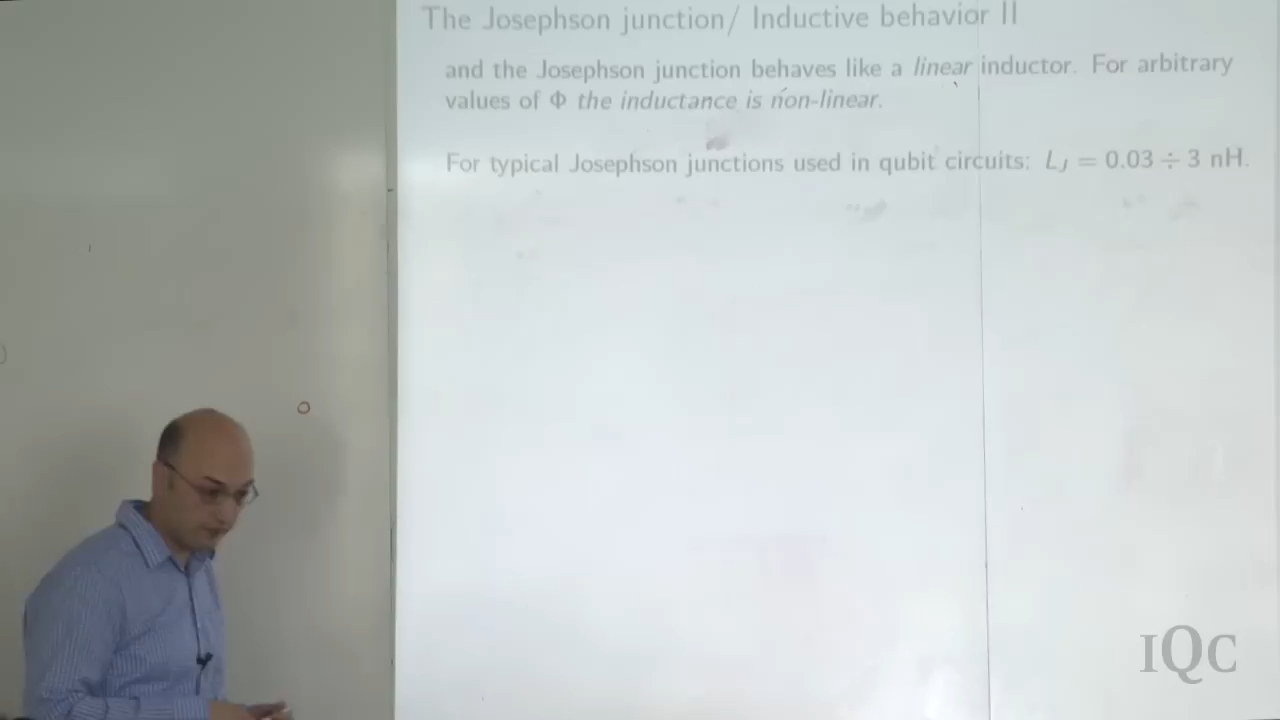 The Josephson junction/ Inductive behavior II
and the Josephson junction behaves like a linear inductor. For arbitrary
values of Φ the inductance is non-linear.
For typical Josephson junctions used in qubit circuits: L_J = 0.03 ÷ 3 nH.
IQC